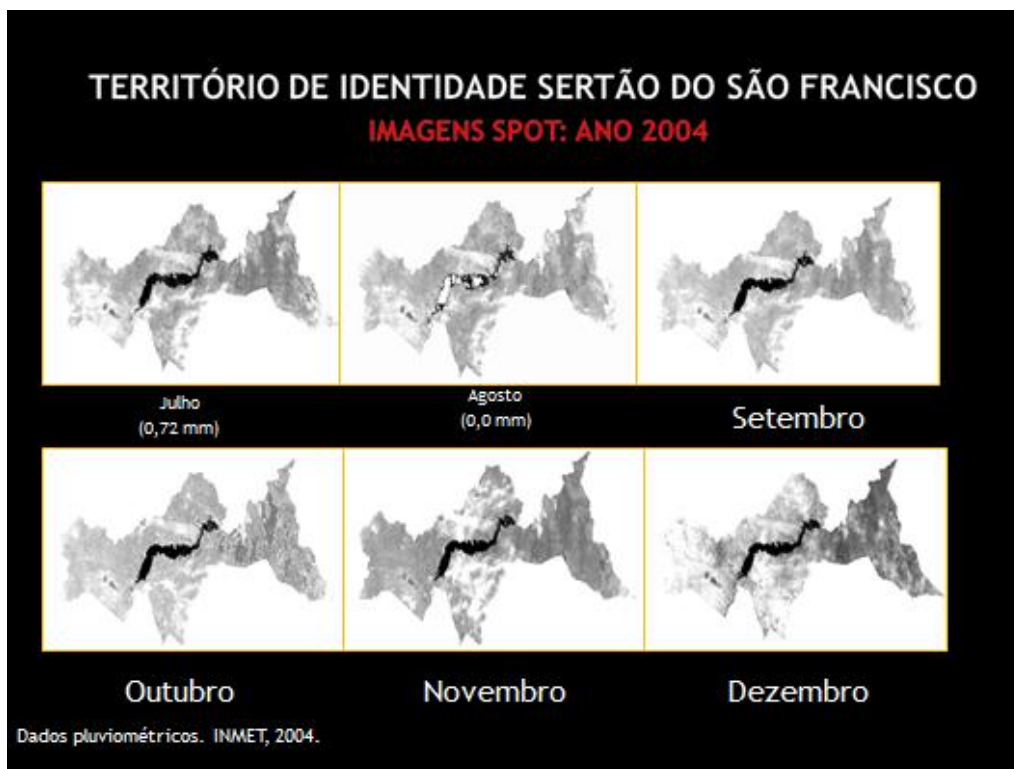 TERRITÓRIO DE IDENTIDADE SERTÃO DO SÃO FRANCISCO
IMAGENS SPOT: ANO 2004
Julho
(0,72 mm)
Agosto
(0,0 mm)
Setembro
Outubro
Novembro
Dezembro
Dados pluviométricos. INMET, 2004.